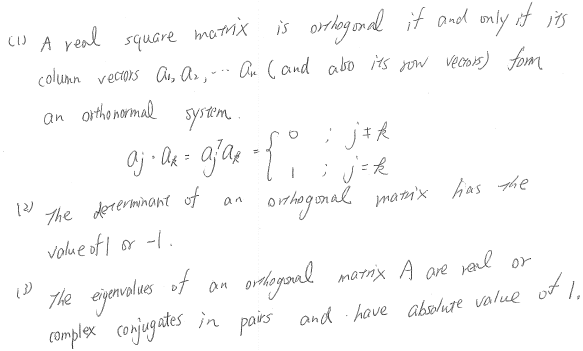 (1) A real square matrix is orthogonal if and only if its
column vectors a₁, a₂, ··· aₙ (and also its row vectors) form
an orthonormal system.
aⱼ · aₖ = aⱼᵀaₖ = { 0 ; j ≠ k
1 ; j = k
(2) The determinant of an orthogonal matrix has the
value of 1 or -1.
(3) The eigenvalues of an orthogonal matrix A are real or
complex conjugates in pairs and have absolute value of 1.